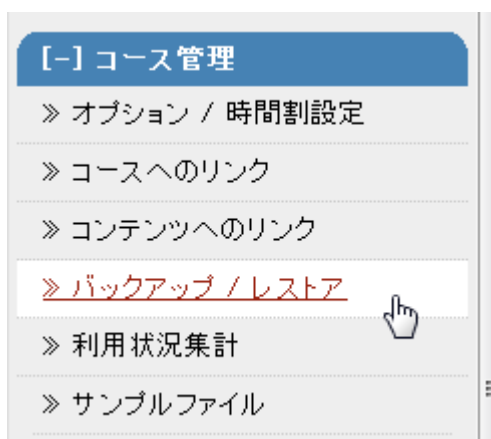 [-] コース管理
≫ オプション / 時間割設定
≫ コースへのリンク
≫ コンテンツへのリンク
≫ バックアップ / レストア
≫ 利用状況集計
≫ サンプルファイル